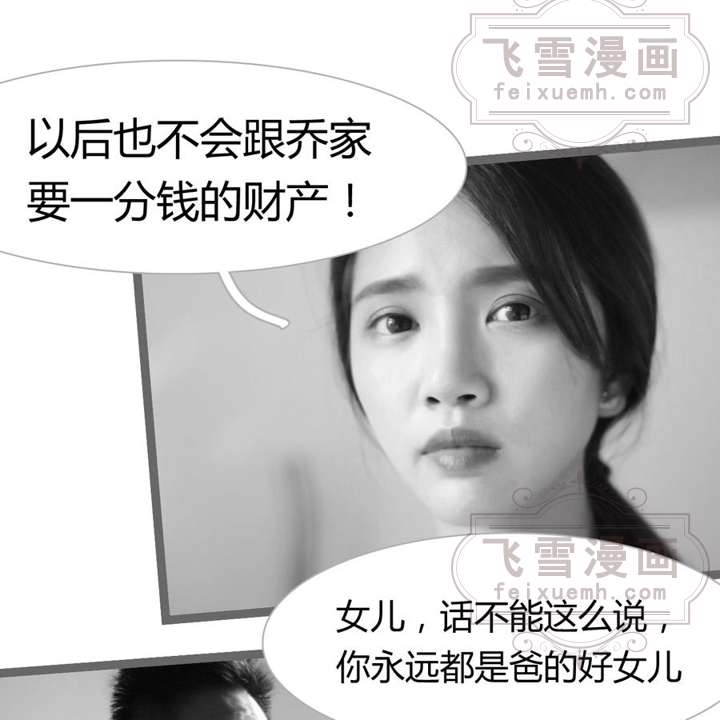 飞雪漫画
feixuemh.com
以后也不会跟乔家
要一分钱的财产！
飞雪漫画
feixuemh.com
女儿，话不能这么说，
你永远都是爸的好女儿